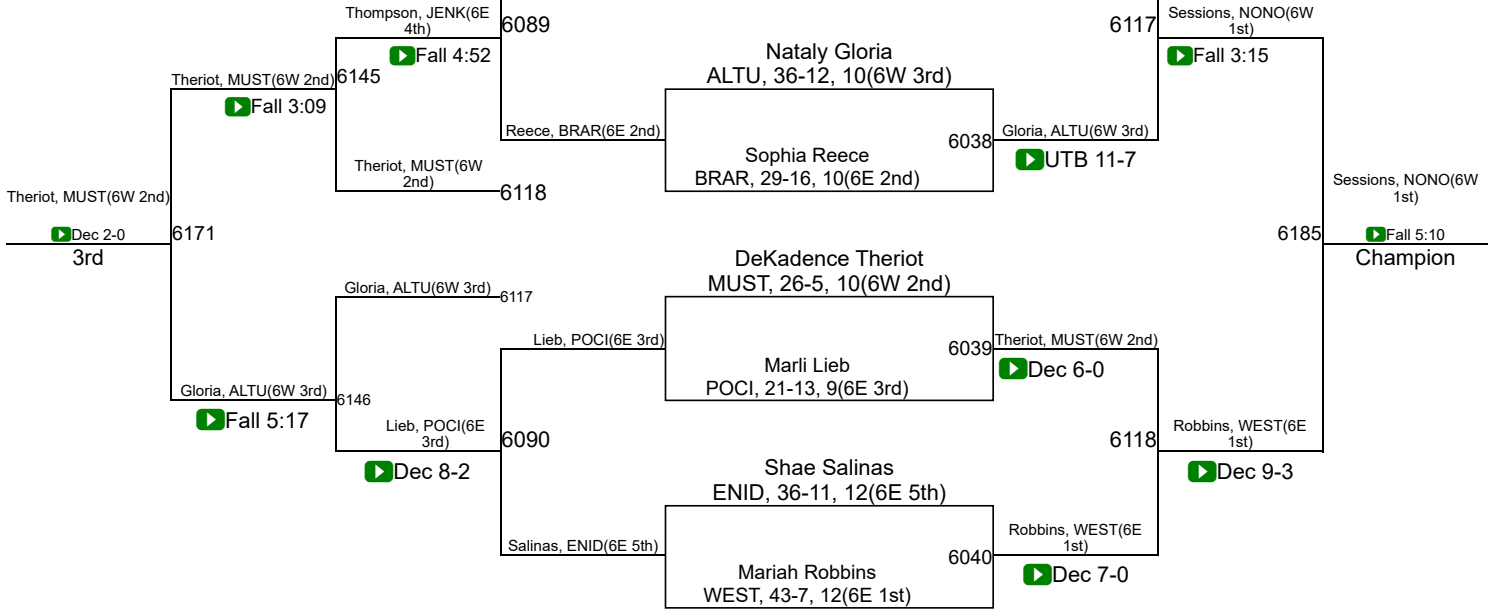 Thompson, JENK(6E
4th)
6089
Fall 4:52
Theriot, MUST(6W 2nd)
6145
Fall 3:09
Reece, BRAR(6E 2nd)
Theriot, MUST(6W
2nd)
6118
Theriot, MUST(6W 2nd)
Dec 2-0
3rd
6171
Gloria, ALTU(6W 3rd)
6117
Lieb, POCI(6E 3rd)
Gloria, ALTU(6W 3rd)
6146
Fall 5:17
Lieb, POCI(6E
3rd)
6090
Dec 8-2
Salinas, ENID(6E 5th)
Nataly Gloria
ALTU, 36-12, 10(6W 3rd)
6038
Sophia Reece
BRAR, 29-16, 10(6E 2nd)
DeKadence Theriot
MUST, 26-5, 10(6W 2nd)
6039
Marli Lieb
POCI, 21-13, 9(6E 3rd)
Shae Salinas
ENID, 36-11, 12(6E 5th)
6040
Mariah Robbins
WEST, 43-7, 12(6E 1st)
6117
Sessions, NONO(6W
1st)
Fall 3:15
Gloria, ALTU(6W 3rd)
UTB 11-7
Sessions, NONO(6W
1st)
6185
Fall 5:10
Champion
Theriot, MUST(6W 2nd)
Dec 6-0
6118
Robbins, WEST(6E
1st)
Dec 9-3
Robbins, WEST(6E
1st)
Dec 7-0